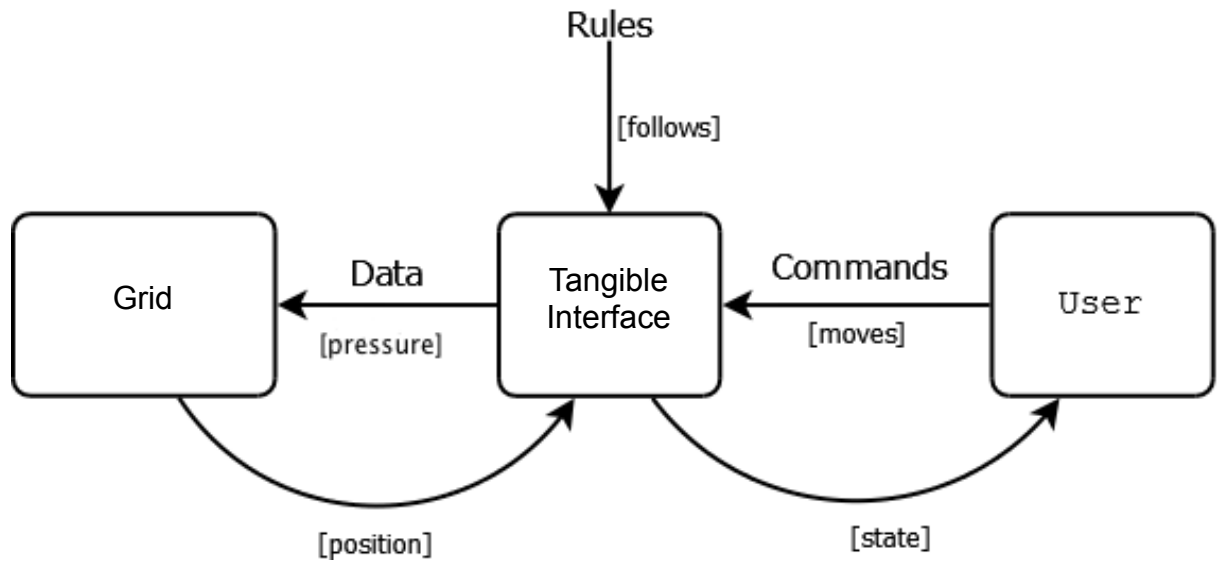 Rules
[follows]
Grid
Data
[pressure]
Tangible
Interface
Commands
[moves]
User
[position]
[state]